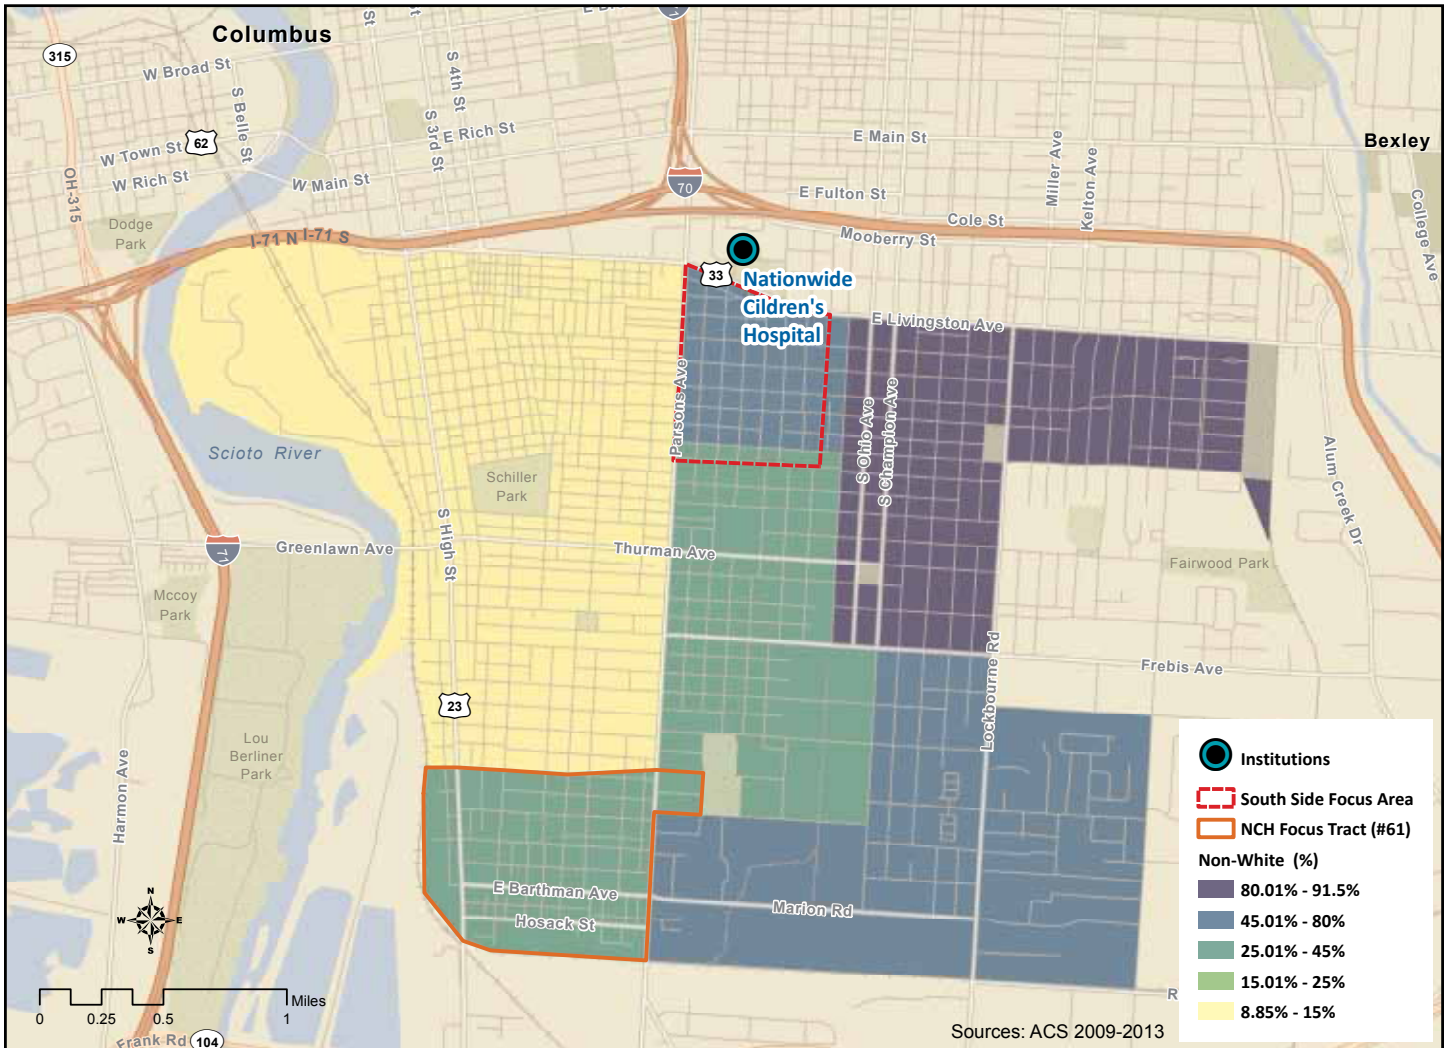 Columbus
E Br
St
St
315
W Broad St
S 4th St
S Belle St
S 3rd St
E Rich St
E Main St
Miller Ave
Bexley
62
W Town St
W Rich St
W Main St
Kelton Ave
OH-315
70
E Fulton St
College Ave
Dodge
Park
Cole St
I-71 N
I-71 S
Mooberry St
33
Nationwide
Cildren's
Hospital
E Livingston Ave
Parsons Ave
S Ohio Ave
S Champion Ave
Scioto River
Schiller
Park
Alum Creek Dr
S High St
71
Greenlawn Ave
Thurman Ave
Fairwood Park
Mccoy
Park
Lockbourne Rd
Frebis Ave
23
Lou
Berliner
Park
Harmon Ave
E Barthman Ave
Hosack St
Marion Rd
N
W
E
S
Miles
0
0.25
0.5
1
Frank Rd
104
R
Sources: ACS 2009-2013
Institutions
South Side Focus Area
NCH Focus Tract (#61)
Non-White (%)
80.01% - 91.5%
45.01% - 80%
25.01% - 45%
15.01% - 25%
8.85% - 15%